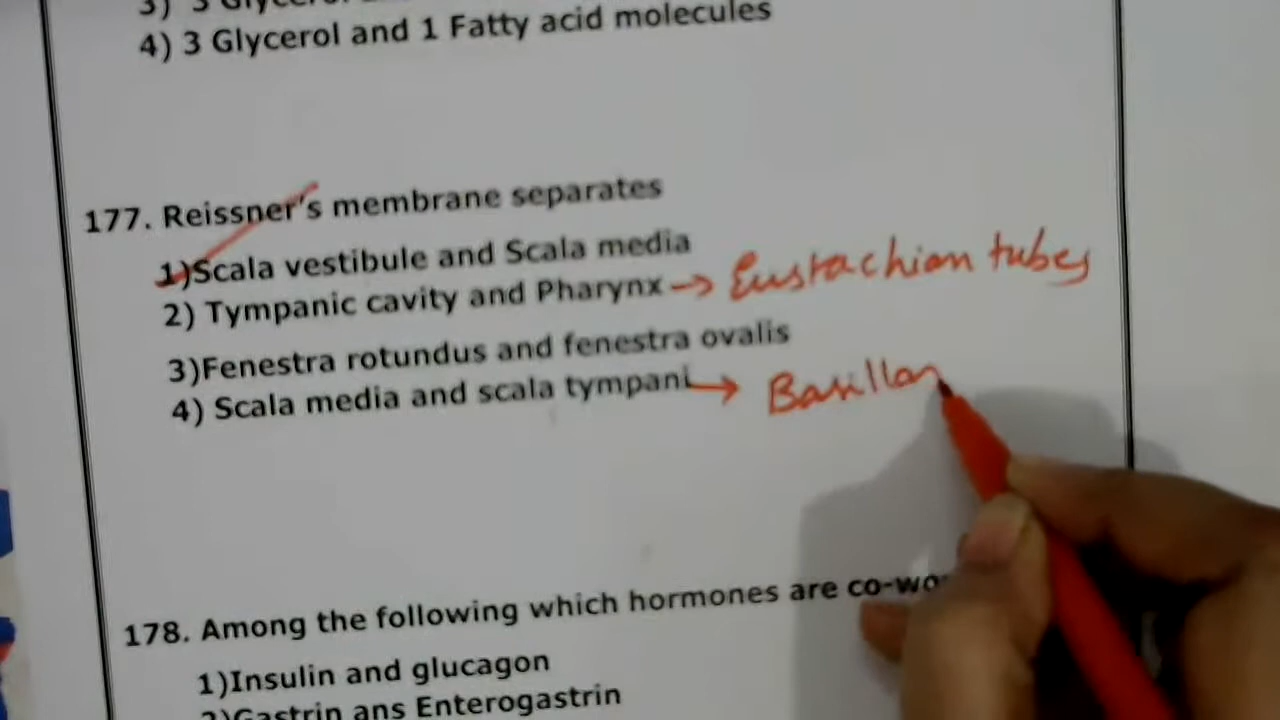 4) 3 Glycerol and 1 Fatty acid molecules
177. Reissner's membrane separates
1)Scala vestibule and Scala media
2) Tympanic cavity and Pharynx → Eustachian tubes
3)Fenestra rotundus and fenestra ovalis
4) Scala media and scala tympani → Basillar
178. Among the following which hormones are
1)Insulin and glucagon
2)Gastrin ans Enterogastrin